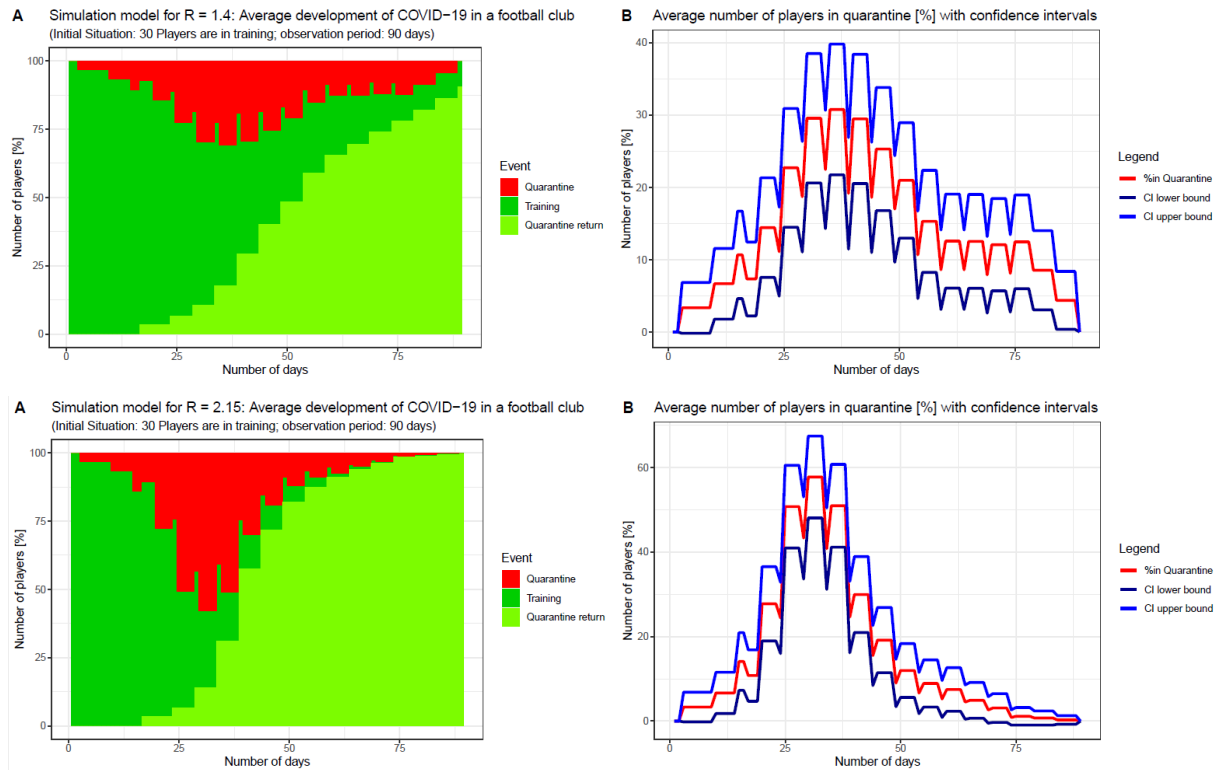 A
Simulation model for R = 1.4: Average development of COVID−19 in a football club
(Initial Situation: 30 Players are in training; observation period: 90 days)
100
75
50
25
0
Number of players [%]
0
25
50
75
Number of days
Event
Quarantine
Training
Quarantine return
B
Average number of players in quarantine [%] with confidence intervals
40
30
20
10
0
Number of players [%]
0
25
50
75
Number of days
Legend
%in Quarantine
CI lower bound
CI upper bound
A
Simulation model for R = 2.15: Average development of COVID−19 in a football club
(Initial Situation: 30 Players are in training; observation period: 90 days)
100
75
50
25
0
Number of players [%]
0
25
50
75
Number of days
Event
Quarantine
Training
Quarantine return
B
Average number of players in quarantine [%] with confidence intervals
60
40
20
0
Number of players [%]
0
25
50
75
Number of days
Legend
%in Quarantine
CI lower bound
CI upper bound